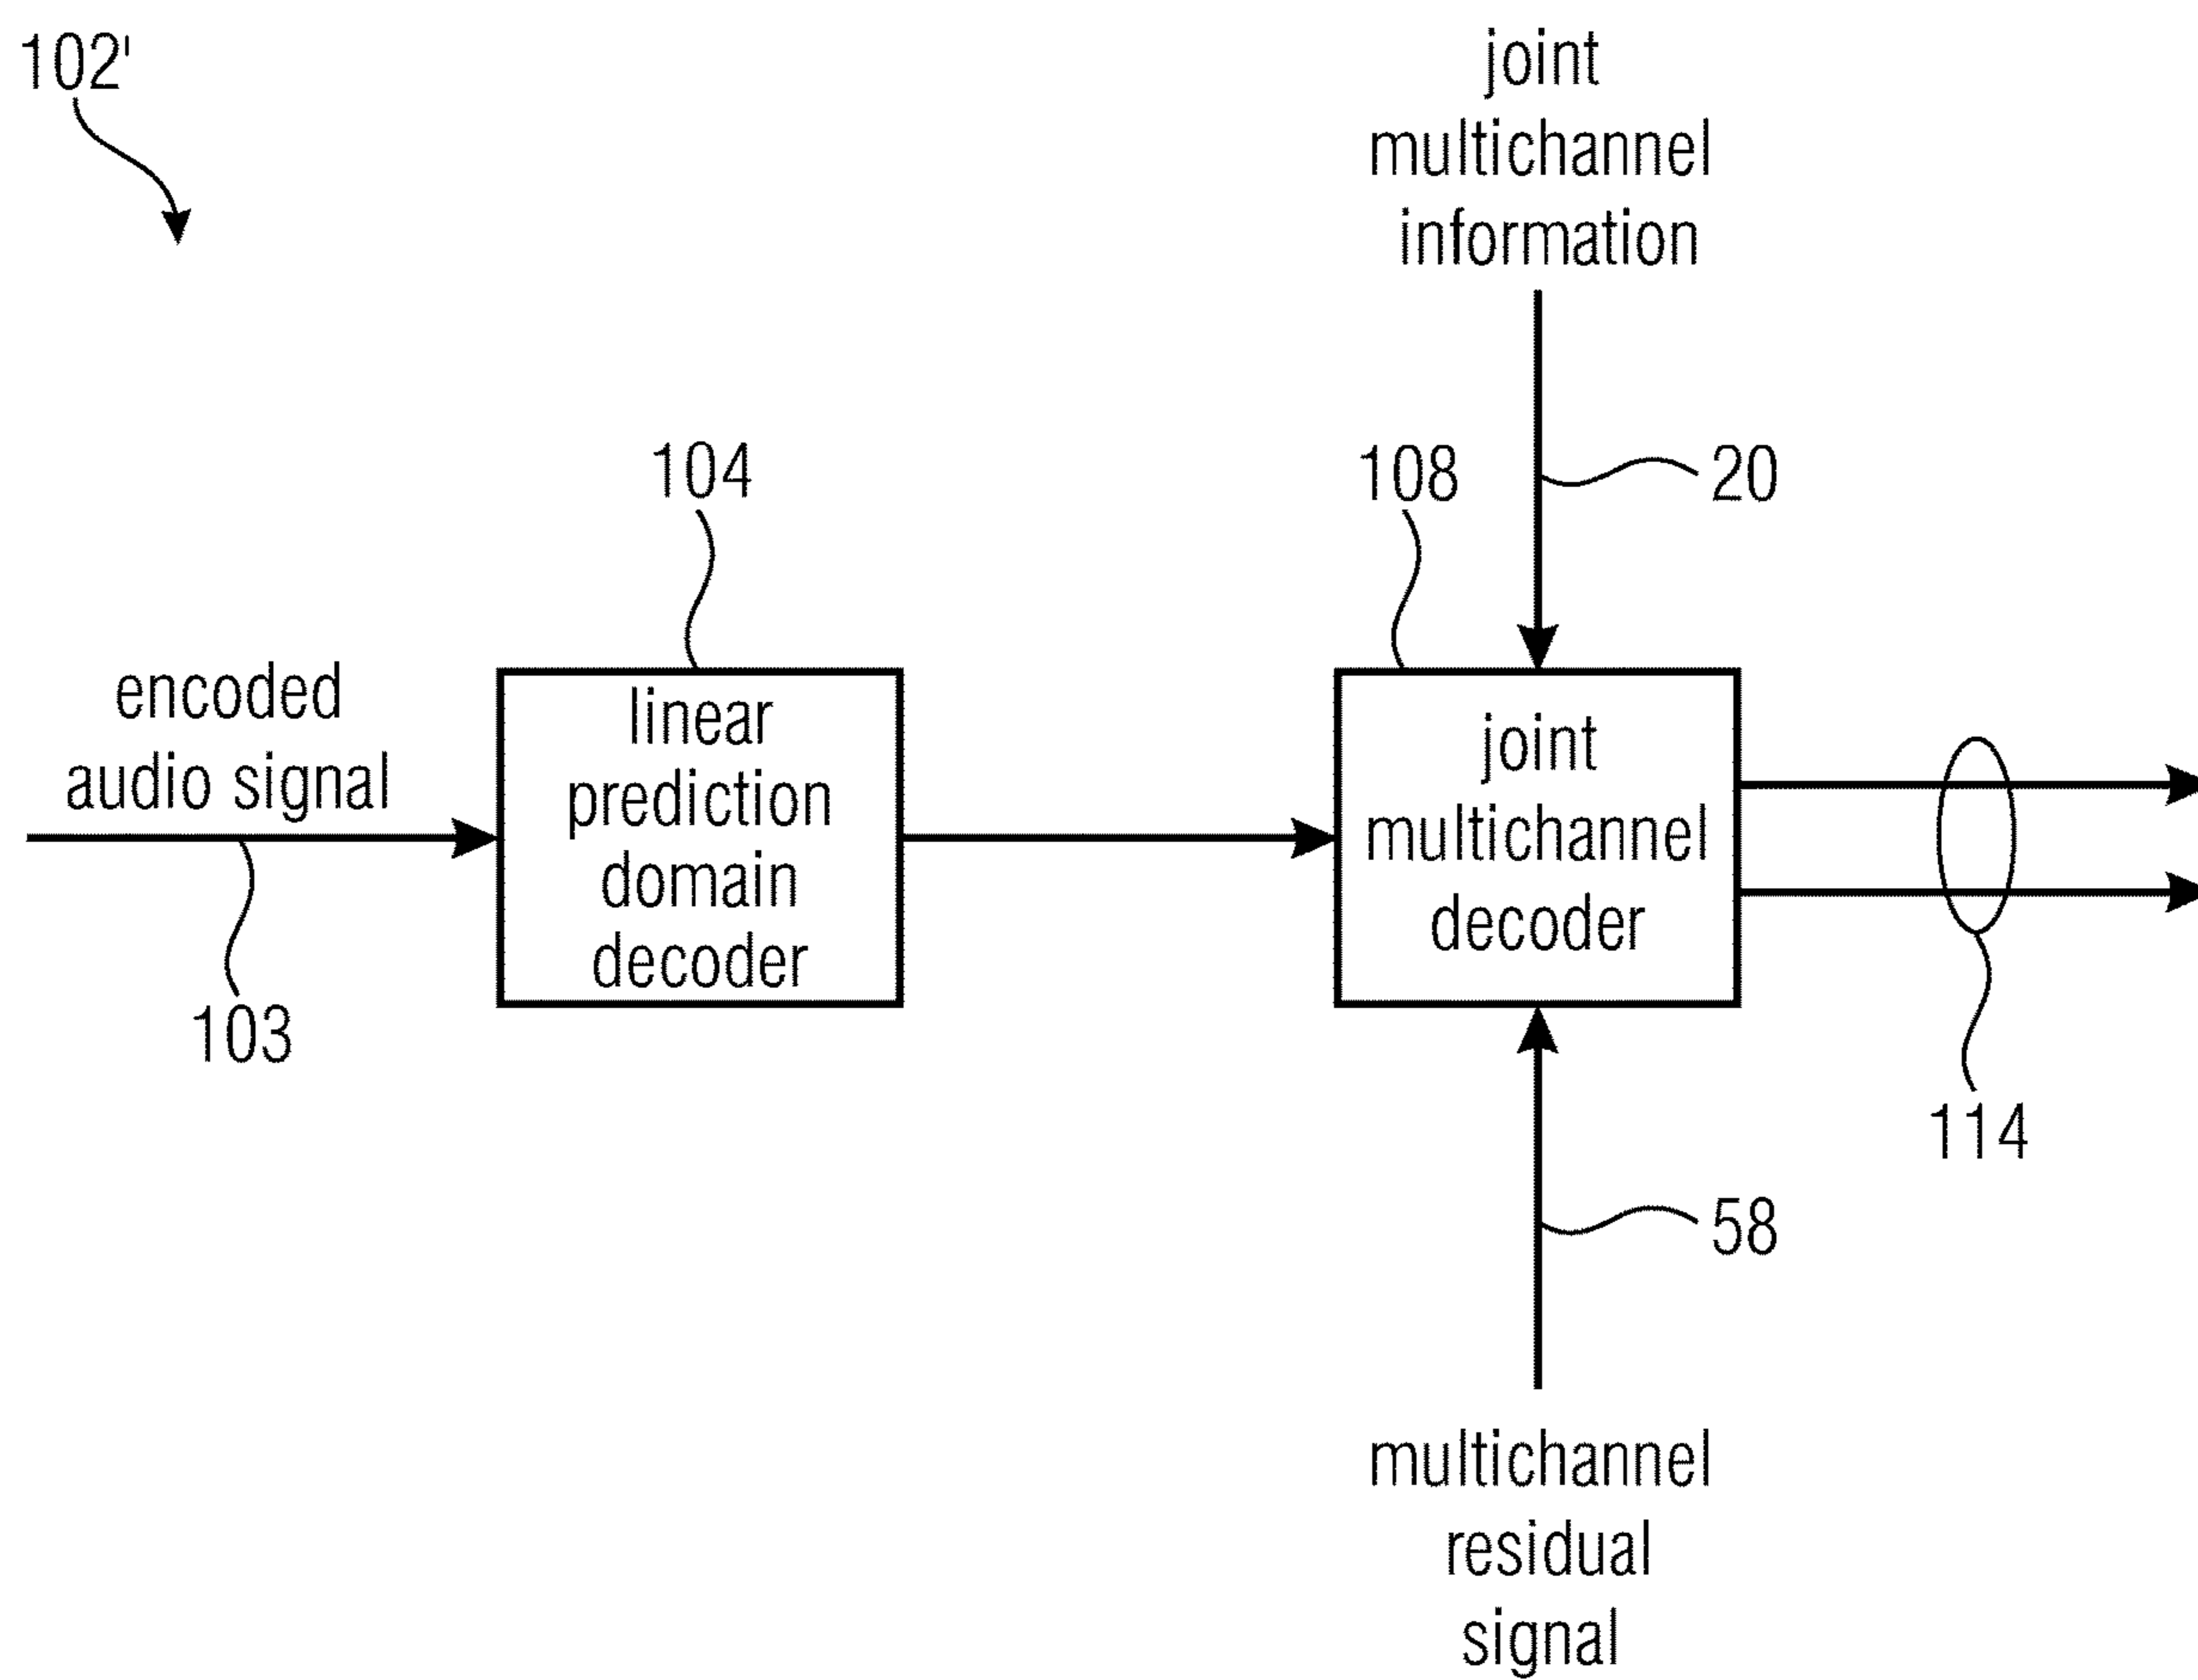 102'
joint
multichannel
information
104
108
20
encoded
audio signal
linear
prediction
domain
decoder
joint
multichannel
decoder
103
114
58
multichannel
residual
signal